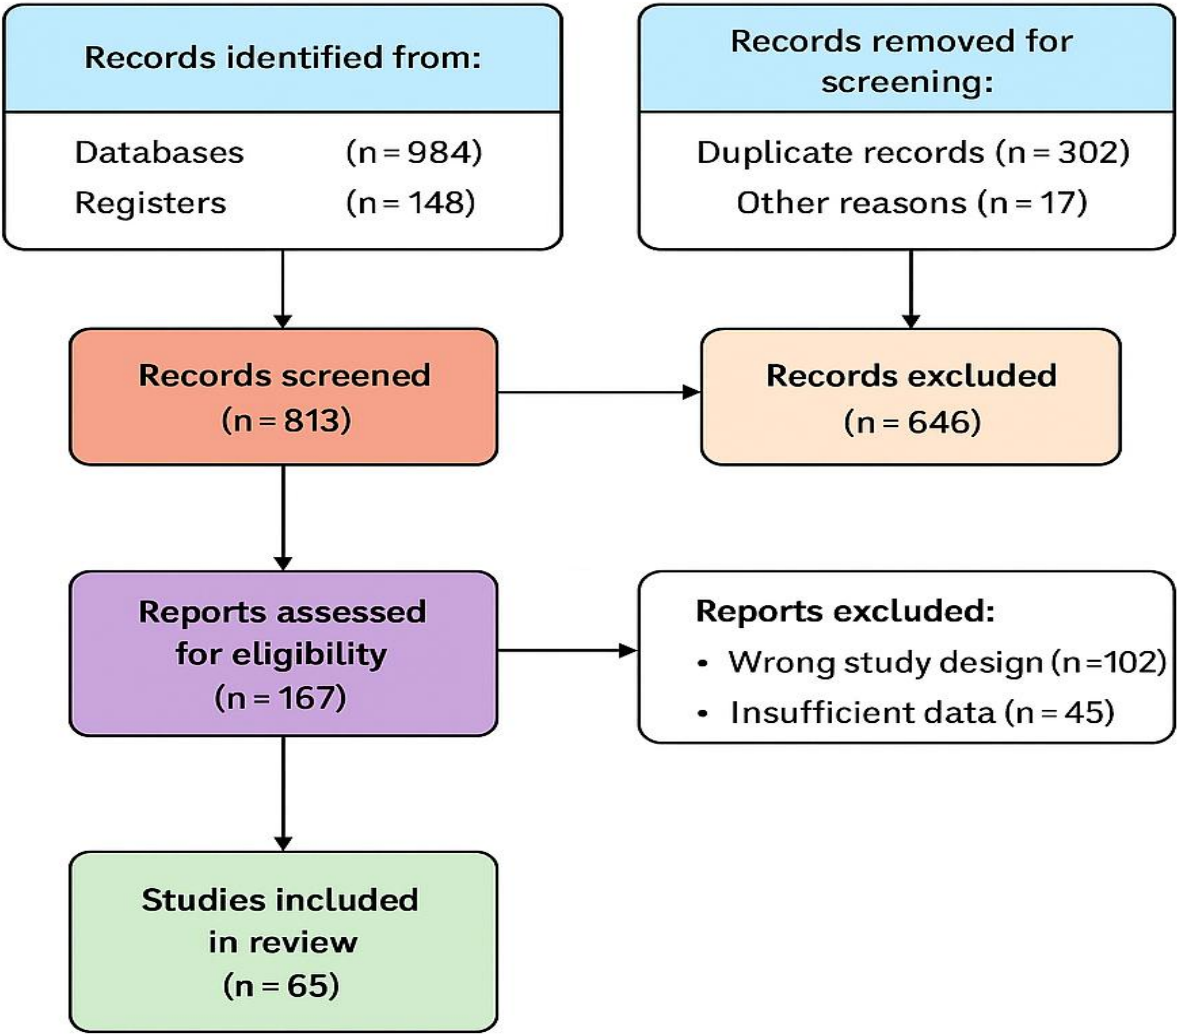 Records identified from:
Databases (n = 984)
Registers (n = 148)
Records removed for
screening:
Duplicate records (n = 302)
Other reasons (n = 17)
Records screened
(n = 813)
Records excluded
(n = 646)
Reports assessed
for eligibility
(n = 167)
Reports excluded:
• Wrong study design (n =102)
• Insufficient data (n = 45)
Studies included
in review
(n = 65)